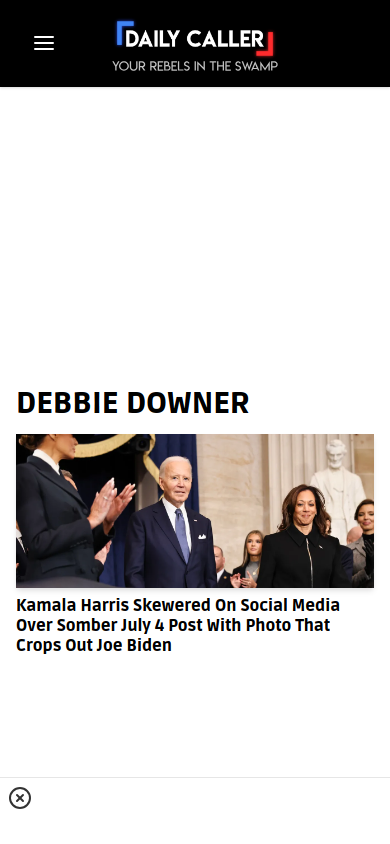 DAILY CALLER
YOUR REBELS IN THE SWAMP
DEBBIE DOWNER
Kamala Harris Skewered On Social Media
Over Somber July 4 Post With Photo That
Crops Out Joe Biden